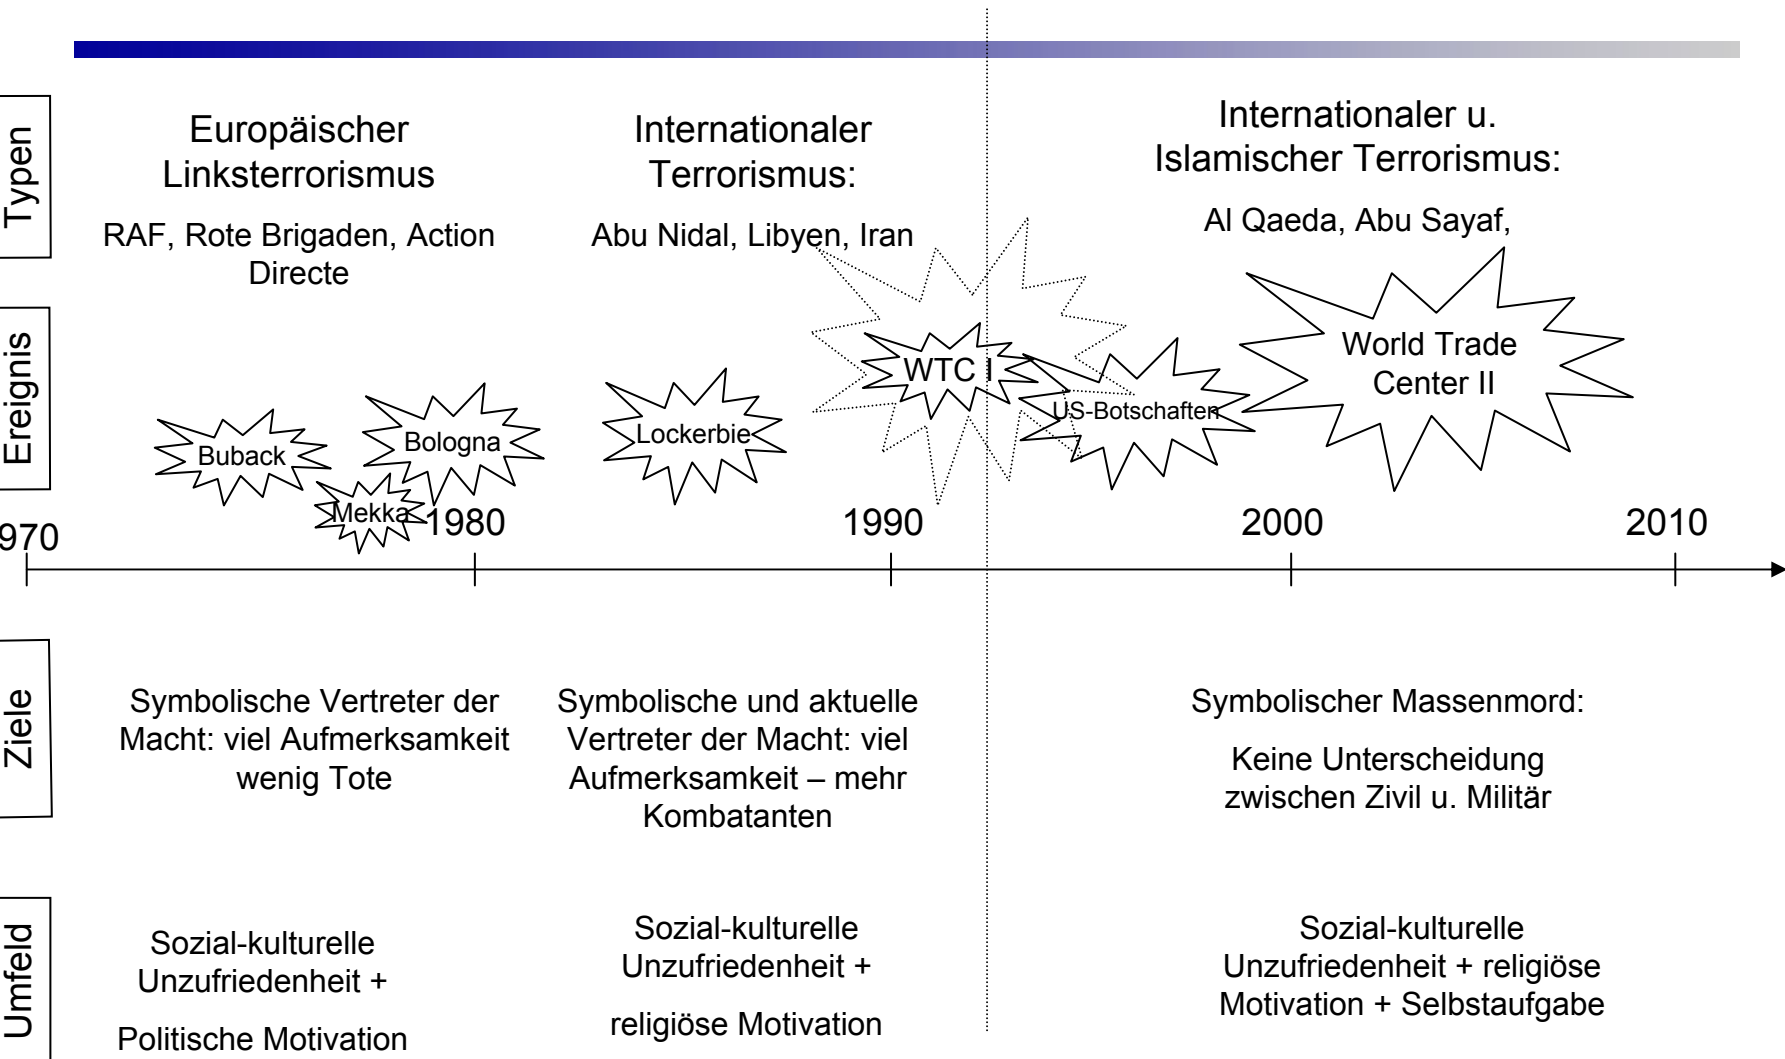 Typen
Europäischer
Linksterrorismus
RAF, Rote Brigaden, Action
Directe
Internationaler
Terrorismus:
Abu Nidal, Libyen, Iran
Internationaler u.
Islamischer Terrorismus:
Al Qaeda, Abu Sayaf,
Ereignis
Buback
Mekka
Bologna
Lockerbie
WTC I
US-Botschaften
World Trade
Center II
970
1980
1990
2000
2010
Ziele
Symbolische Vertreter der
Macht: viel Aufmerksamkeit
wenig Tote
Symbolische und aktuelle
Vertreter der Macht: viel
Aufmerksamkeit – mehr
Kombatanten
Symbolischer Massenmord:
Keine Unterscheidung
zwischen Zivil u. Militär
Umfeld
Sozial-kulturelle
Unzufriedenheit +
Politische Motivation
Sozial-kulturelle
Unzufriedenheit +
religiöse Motivation
Sozial-kulturelle
Unzufriedenheit + religiöse
Motivation + Selbstaufgabe